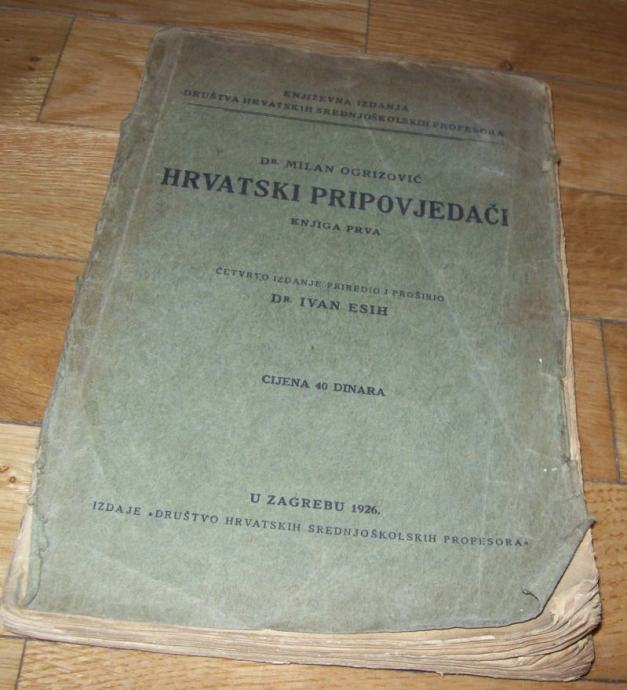 KNJIŽEVNA IZDANJA
DRUŠTVA HRVATSKIH SREDNJOŠKOLSKIH PROFESORA
DR. MILAN OGRIZOVIĆ
HRVATSKI PRIPOVJEDAČI
KNJIGA PRVA
ČETVRTO IZDANJE PRIREDIO I PROŠIRIO
DR. IVAN ESIH
CIJENA 40 DINARA
U ZAGREBU 1926.
IZDAJE »DRUŠTVO HRVATSKIH SREDNJOŠKOLSKIH PROFESORA«